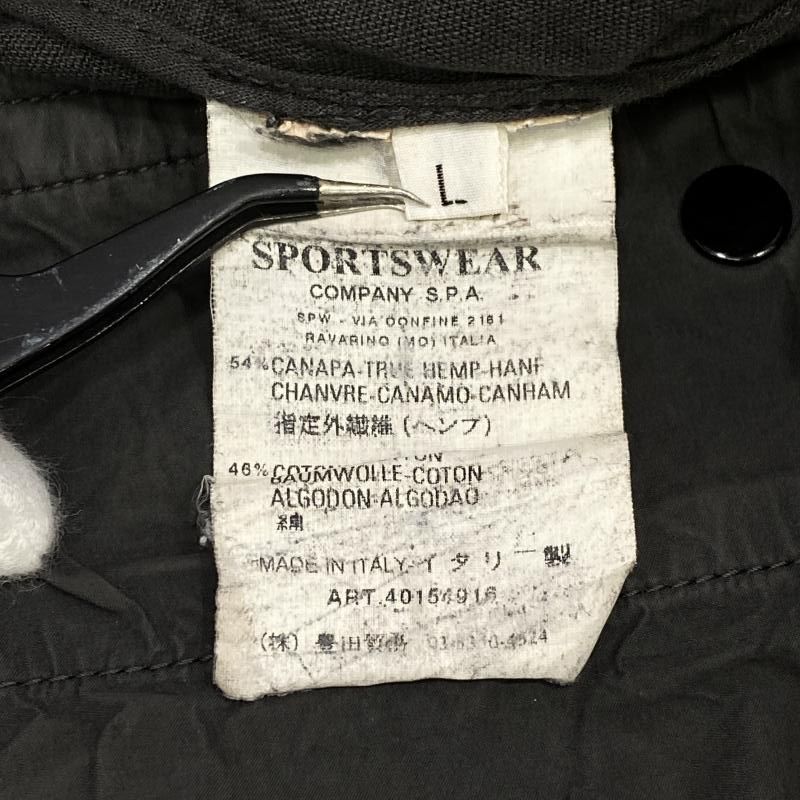 L
SPORTSWEAR
COMPANY S.P.A.
SPW - VIA CONFINE 2161
RAVARINO (MO) ITALIA
54% CANAPA-TRUE HEMP-HANF
CHANVRE-CANAMO-CANHAM
指定外繊維 (ヘンプ)
46%
BAUMWOLLE-COTON
ALGODON-ALGODAO
綿
MADE IN ITALY-イタリー製
ART.40154916
(株) 豊田貿易